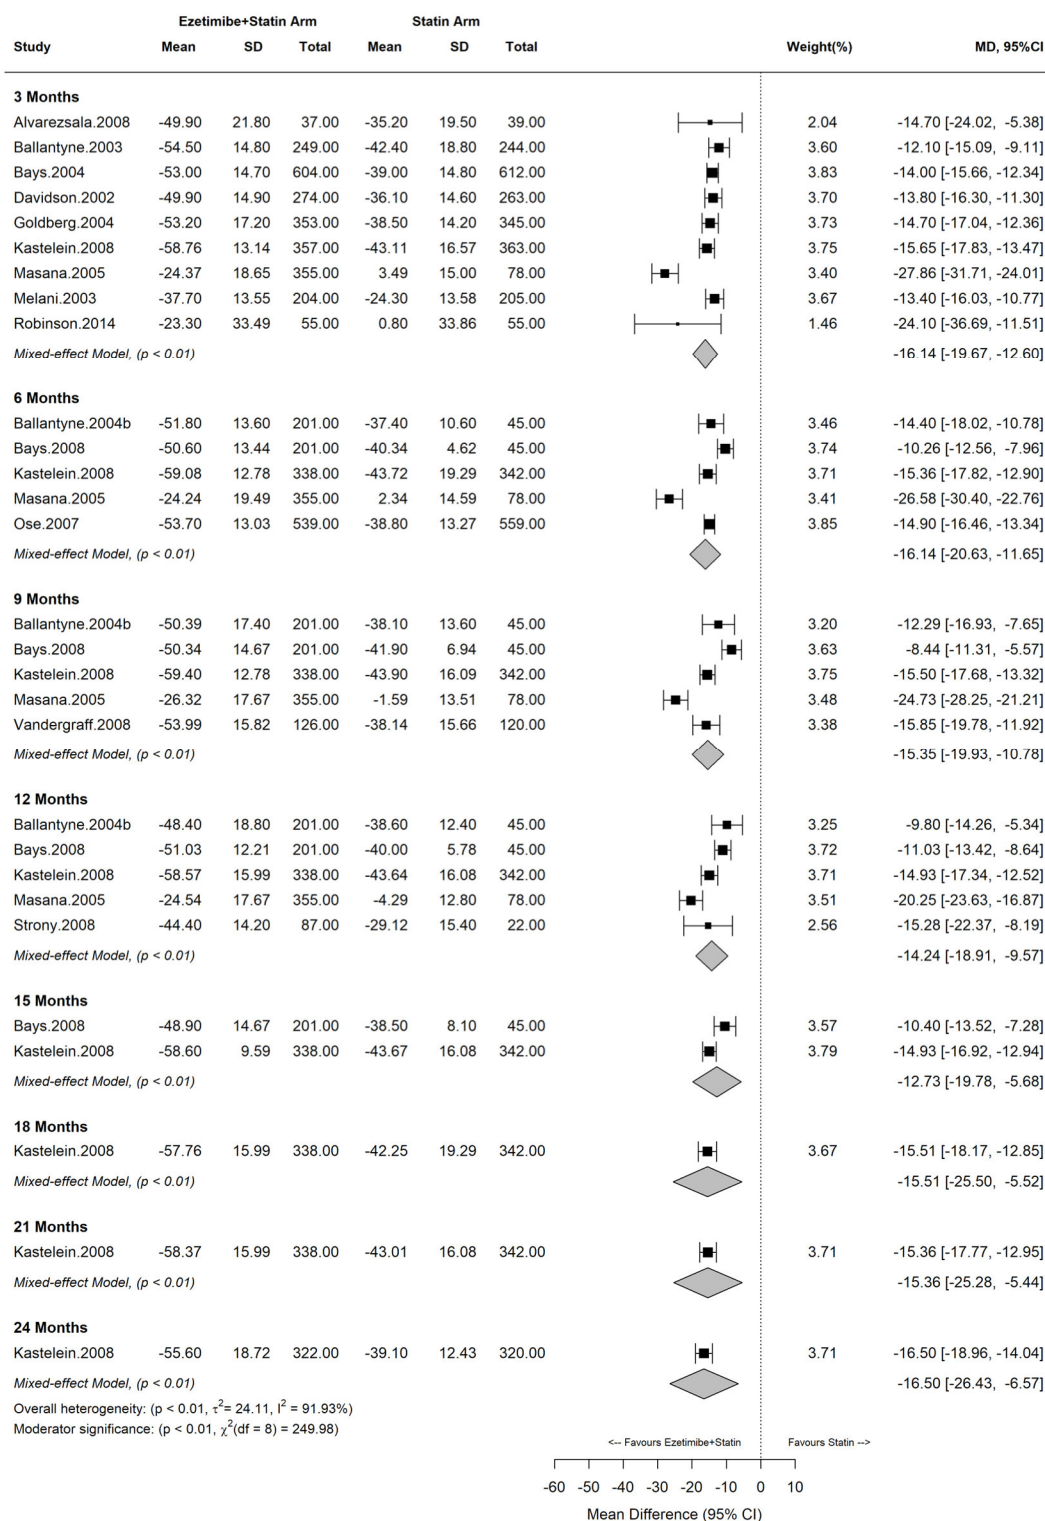 Ezetimibe+Statin Arm Statin Arm
Study Mean SD Total Mean SD Total Weight(%) MD, 95%CI
3 Months
Alvarezsala.2008 -49.90 21.80 37.00 -35.20 19.50 39.00 2.04 -14.70 [-24.02, -5.38]
Ballantyne.2003 -54.50 14.80 249.00 -42.40 18.80 244.00 3.60 -12.10 [-15.09, -9.11]
Bays.2004 -53.00 14.70 604.00 -39.00 14.80 612.00 3.83 -14.00 [-15.66, -12.34]
Davidson.2002 -49.90 14.90 274.00 -36.10 14.60 263.00 3.70 -13.80 [-16.30, -11.30]
Goldberg.2004 -53.20 17.20 353.00 -38.50 14.20 345.00 3.73 -14.70 [-17.04, -12.36]
Kastelein.2008 -58.76 13.14 357.00 -43.11 16.57 363.00 3.75 -15.65 [-17.83, -13.47]
Masana.2005 -24.37 18.65 355.00 3.49 15.00 78.00 3.40 -27.86 [-31.71, -24.01]
Melani.2003 -37.70 13.55 204.00 -24.30 13.58 205.00 3.67 -13.40 [-16.03, -10.77]
Robinson.2014 -23.30 33.49 55.00 0.80 33.86 55.00 1.46 -24.10 [-36.69, -11.51]
Mixed-effect Model, (p < 0.01) -16.14 [-19.67, -12.60]
6 Months
Ballantyne.2004b -51.80 13.60 201.00 -37.40 10.60 45.00 3.46 -14.40 [-18.02, -10.78]
Bays.2008 -50.60 13.44 201.00 -40.34 4.62 45.00 3.74 -10.26 [-12.56, -7.96]
Kastelein.2008 -59.08 12.78 338.00 -43.72 19.29 342.00 3.71 -15.36 [-17.82, -12.90]
Masana.2005 -24.24 19.49 355.00 2.34 14.59 78.00 3.41 -26.58 [-30.40, -22.76]
Ose.2007 -53.70 13.03 539.00 -38.80 13.27 559.00 3.85 -14.90 [-16.46, -13.34]
Mixed-effect Model, (p < 0.01) -16.14 [-20.63, -11.65]
9 Months
Ballantyne.2004b -50.39 17.40 201.00 -38.10 13.60 45.00 3.20 -12.29 [-16.93, -7.65]
Bays.2008 -50.34 14.67 201.00 -41.90 6.94 45.00 3.63 -8.44 [-11.31, -5.57]
Kastelein.2008 -59.40 12.78 338.00 -43.90 16.09 342.00 3.75 -15.50 [-17.68, -13.32]
Masana.2005 -26.32 17.67 355.00 -1.59 13.51 78.00 3.48 -24.73 [-28.25, -21.21]
Vandergraff.2008 -53.99 15.82 126.00 -38.14 15.66 120.00 3.38 -15.85 [-19.78, -11.92]
Mixed-effect Model, (p < 0.01) -15.35 [-19.93, -10.78]
12 Months
Ballantyne.2004b -48.40 18.80 201.00 -38.60 12.40 45.00 3.25 -9.80 [-14.26, -5.34]
Bays.2008 -51.03 12.21 201.00 -40.00 5.78 45.00 3.72 -11.03 [-13.42, -8.64]
Kastelein.2008 -58.57 15.99 338.00 -43.64 16.08 342.00 3.71 -14.93 [-17.34, -12.52]
Masana.2005 -24.54 17.67 355.00 -4.29 12.80 78.00 3.51 -20.25 [-23.63, -16.87]
Strony.2008 -44.40 14.20 87.00 -29.12 15.40 22.00 2.56 -15.28 [-22.37, -8.19]
Mixed-effect Model, (p < 0.01) -14.24 [-18.91, -9.57]
15 Months
Bays.2008 -48.90 14.67 201.00 -38.50 8.10 45.00 3.57 -10.40 [-13.52, -7.28]
Kastelein.2008 -58.60 9.59 338.00 -43.67 16.08 342.00 3.79 -14.93 [-16.92, -12.94]
Mixed-effect Model, (p < 0.01) -12.73 [-19.78, -5.68]
18 Months
Kastelein.2008 -57.76 15.99 338.00 -42.25 19.29 342.00 3.67 -15.51 [-18.17, -12.85]
Mixed-effect Model, (p < 0.01) -15.51 [-25.50, -5.52]
21 Months
Kastelein.2008 -58.37 15.99 338.00 -43.01 16.08 342.00 3.71 -15.36 [-17.77, -12.95]
Mixed-effect Model, (p < 0.01) -15.36 [-25.28, -5.44]
24 Months
Kastelein.2008 -55.60 18.72 322.00 -39.10 12.43 320.00 3.71 -16.50 [-18.96, -14.04]
Mixed-effect Model, (p < 0.01) -16.50 [-26.43, -6.57]
Overall heterogeneity: (p < 0.01, τ²= 24.11, I² = 91.93%)
Moderator significance: (p < 0.01, χ²(df = 8) = 249.98)
<-- Favours Ezetimibe+Statin Favours Statin -->
-60 -50 -40 -30 -20 -10 0 10
Mean Difference (95% CI)